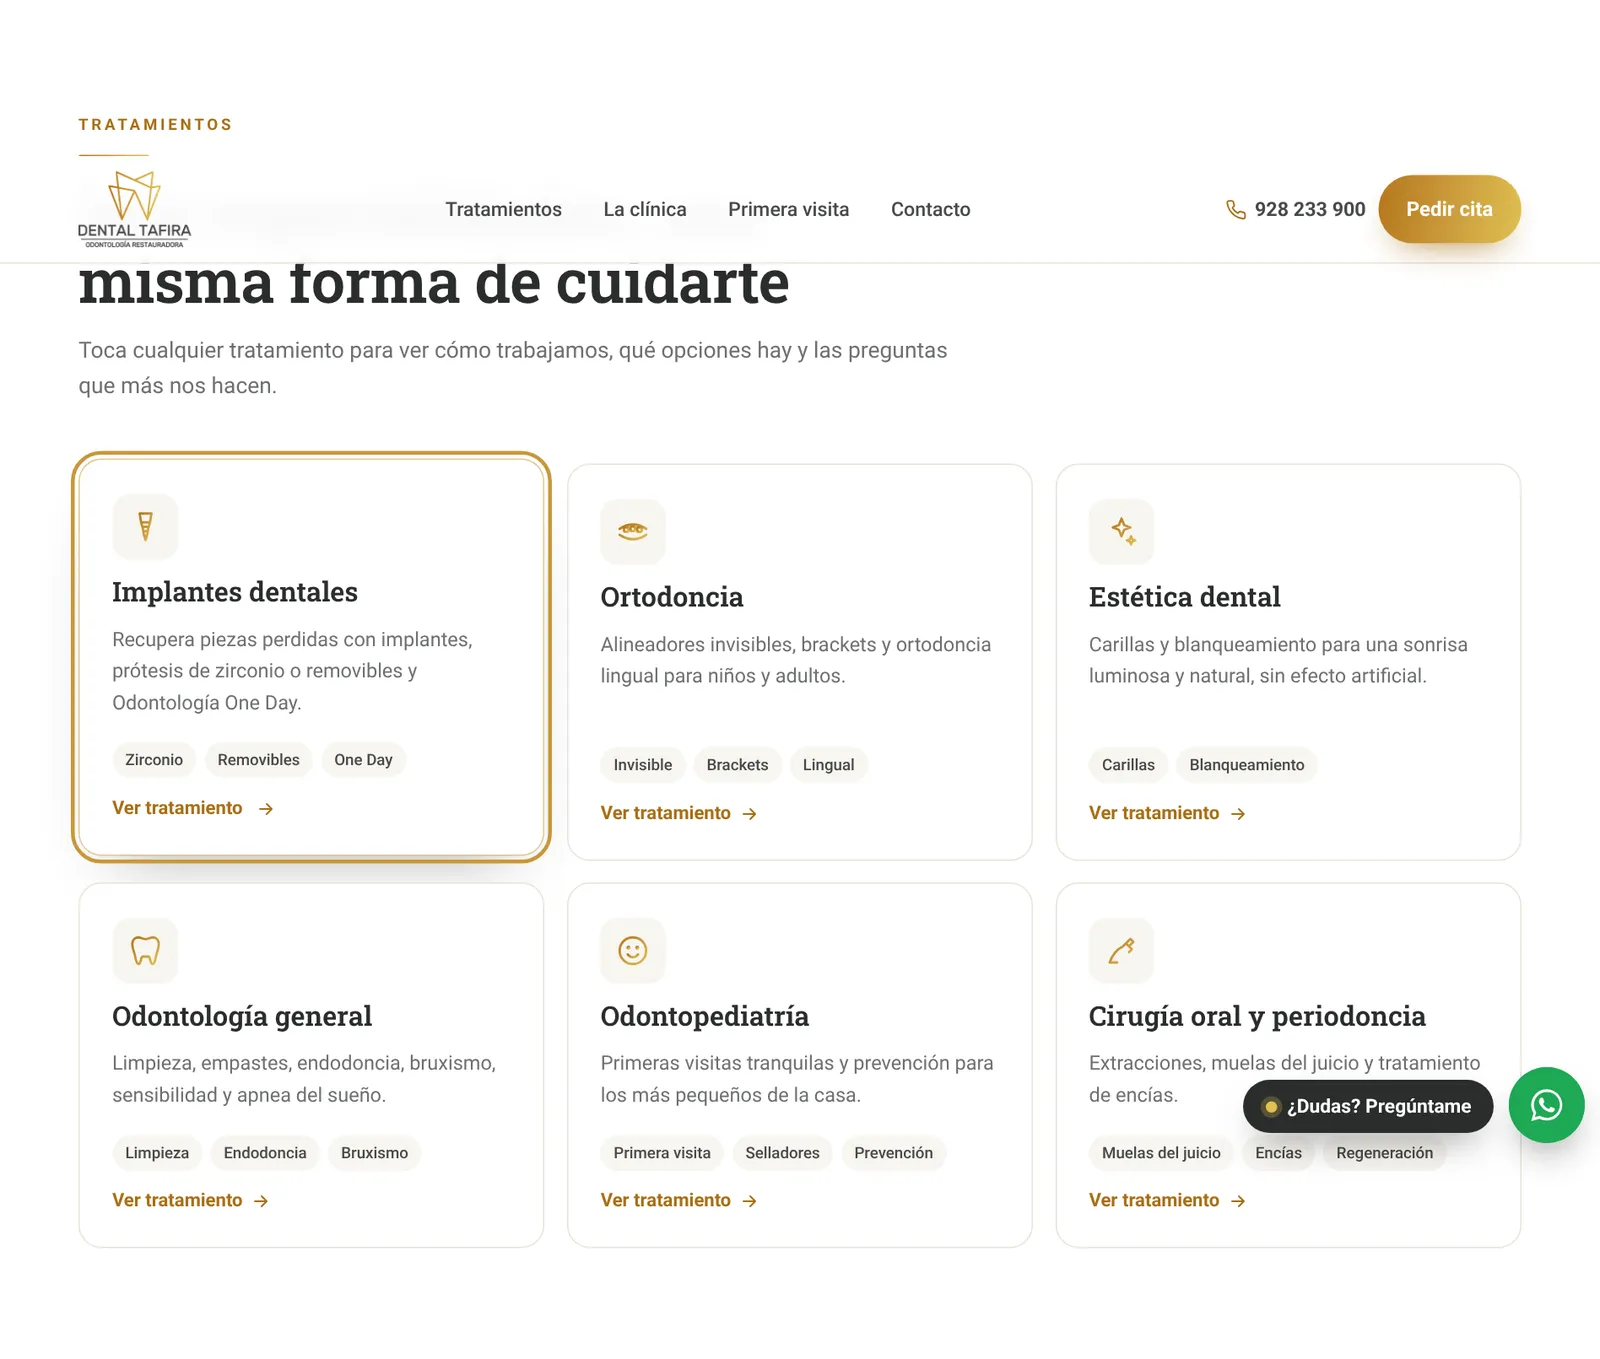 TRATAMIENTOS
DENTAL TAFIRA
ODONTOLOGÍA RESTAURADORA
Tratamientos
La clínica
Primera visita
Contacto
928 233 900
Pedir cita
misma forma de cuidarte
Toca cualquier tratamiento para ver cómo trabajamos, qué opciones hay y las preguntas
que más nos hacen.
Implantes dentales
Recupera piezas perdidas con implantes,
prótesis de zirconio o removibles y
Odontología One Day.
Zirconio
Removibles
One Day
Ver tratamiento →
Ortodoncia
Alineadores invisibles, brackets y ortodoncia
lingual para niños y adultos.
Invisible
Brackets
Lingual
Ver tratamiento →
Estética dental
Carillas y blanqueamiento para una sonrisa
luminosa y natural, sin efecto artificial.
Carillas
Blanqueamiento
Ver tratamiento →
Odontología general
Limpieza, empastes, endodoncia, bruxismo,
sensibilidad y apnea del sueño.
Limpieza
Endodoncia
Bruxismo
Ver tratamiento →
Odontopediatría
Primeras visitas tranquilas y prevención para
los más pequeños de la casa.
Primera visita
Selladores
Prevención
Ver tratamiento →
Cirugía oral y periodoncia
Extracciones, muelas del juicio y tratamiento
de encías.
¿Dudas? Pregúntame
Muelas del juicio
Encías
Regeneración
Ver tratamiento →